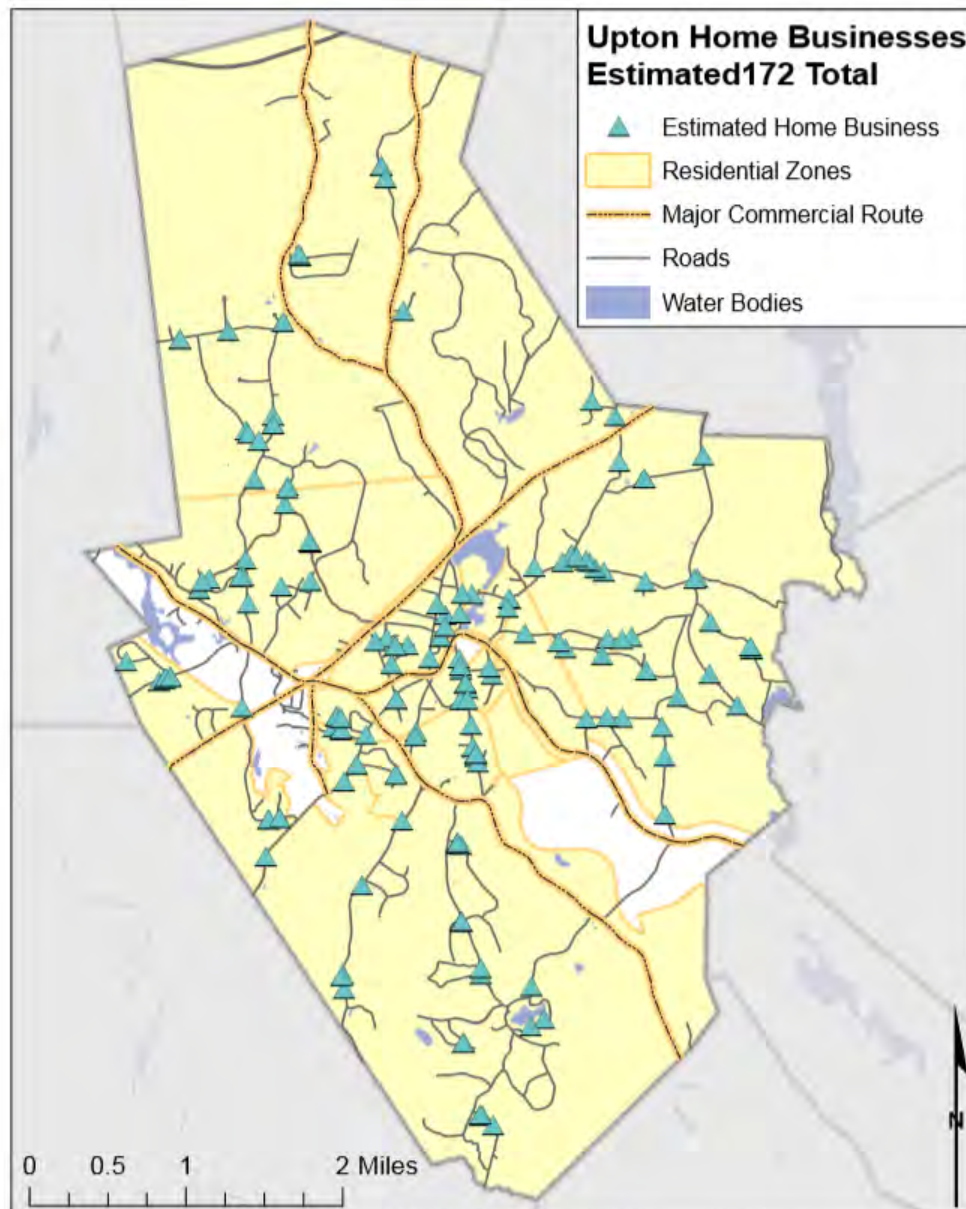 Upton Home Businesses
Estimated172 Total
Estimated Home Business
Residential Zones
Major Commercial Route
Roads
Water Bodies
0 0.5 1 2 Miles
N